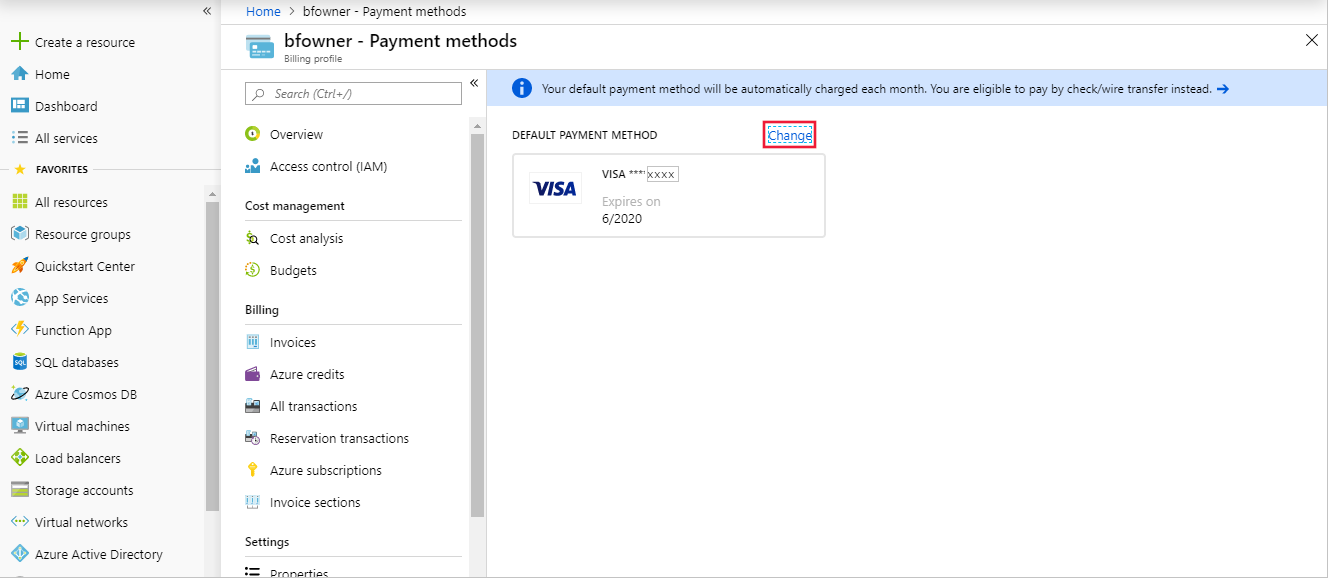 «
Create a resource
Home
Dashboard
All services
FAVORITES
All resources
Resource groups
Quickstart Center
App Services
Function App
SQL
SQL databases
Azure Cosmos DB
Virtual machines
Load balancers
Storage accounts
Virtual networks
Azure Active Directory
Home > bfowner - Payment methods
bfowner - Payment methods
Billing profile
Search (Ctrl+/)
«
Overview
Access control (IAM)
Cost management
Cost analysis
Budgets
Billing
Invoices
Azure credits
All transactions
Reservation transactions
Azure subscriptions
Invoice sections
Settings
Properties
Your default payment method will be automatically charged each month. You are eligible to pay by check/wire transfer instead. →
DEFAULT PAYMENT METHOD Change
VISA
VISA ****xxxx
Expires on
6/2020